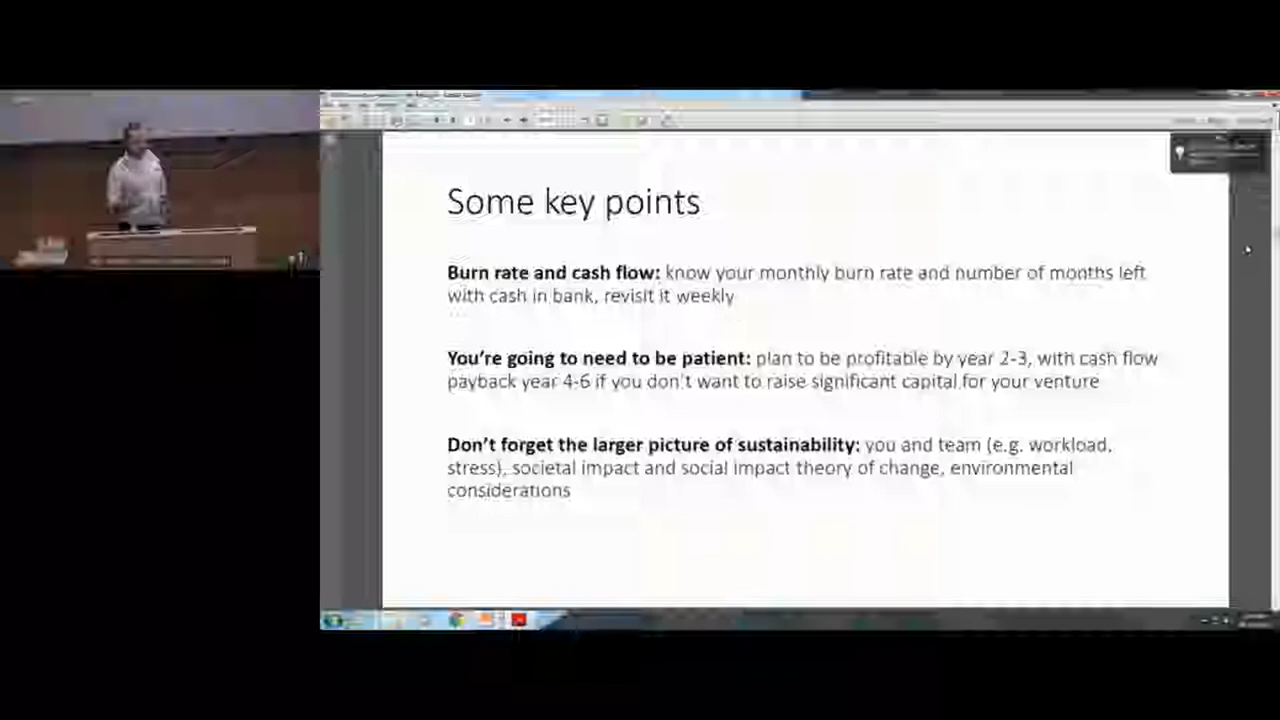 Some key points
Burn rate and cash flow: know your monthly burn rate and number of months left
with cash in bank, revisit it weekly
You're going to need to be patient: plan to be profitable by year 2-3, with cash flow
payback year 4-6 if you don't want to raise significant capital for your venture
Don't forget the larger picture of sustainability: you and team (e.g. workload,
stress), societal impact and social impact theory of change, environmental
considerations